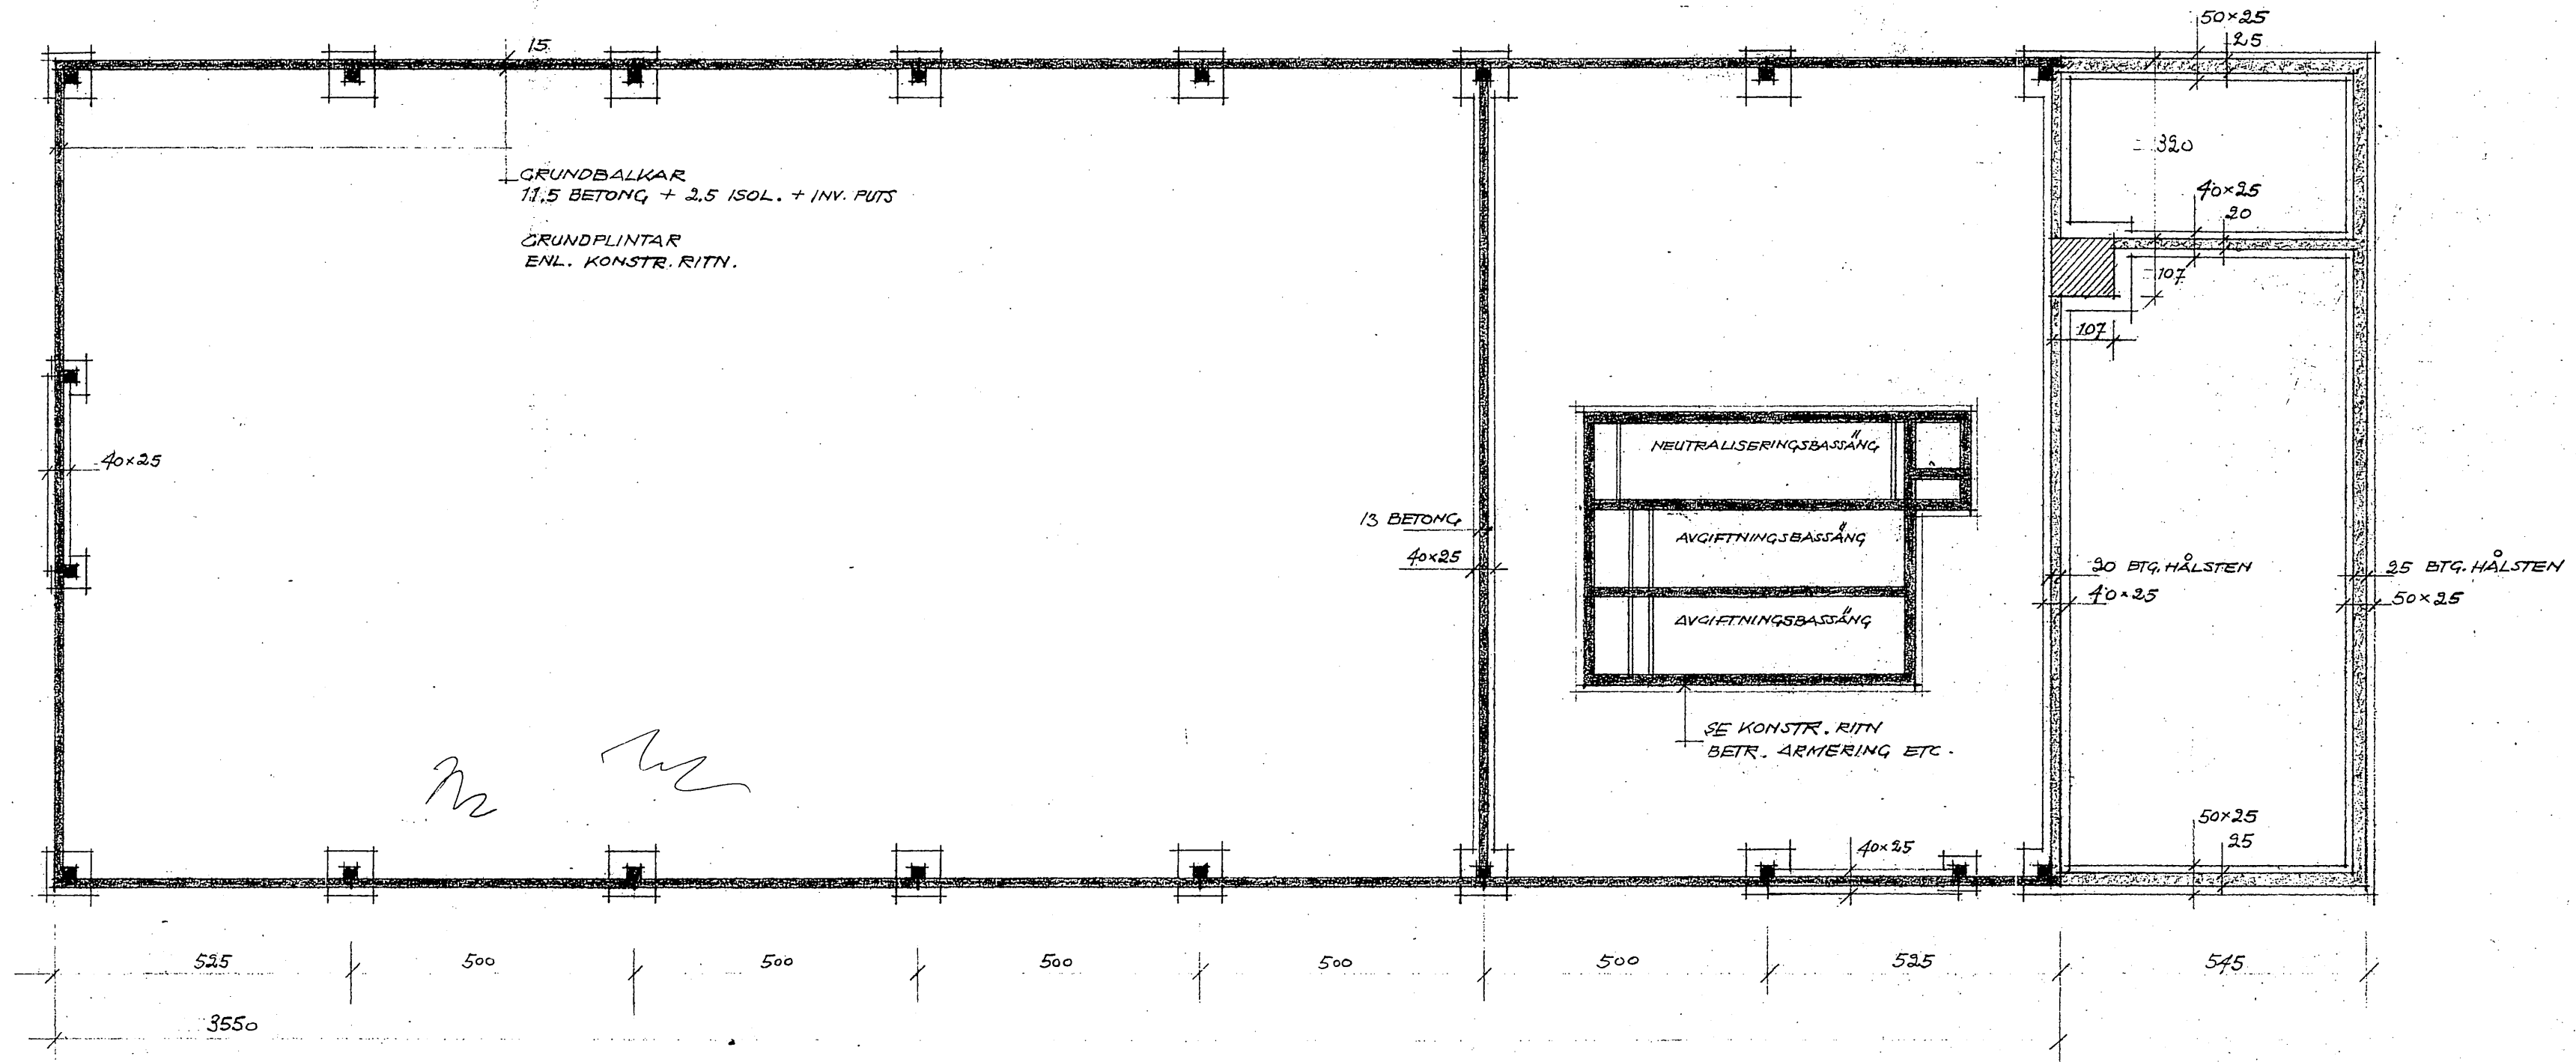 50×25
25
15
320
GRUNDBALKAR
11.5 BETONG + 2.5 ISOL. + INV. PUTS
40×25
20
GRUNDPLINTAR
ENL. KONSTR. RITN.
107
107
NEUTRALISERINGSBASSÄNG
40×25
13 BETONG
AVGIFTNINGSBASSÄNG
40×25
20 BTG. HÅLSTEN
25 BTG. HÅLSTEN
40×25
50×25
AVGIFTNINGSBASSÄNG
SE KONSTR. RITN
BETR. ARMERING ETC.
50×25
25
40×25
525
500
500
500
500
500
525
545
3550